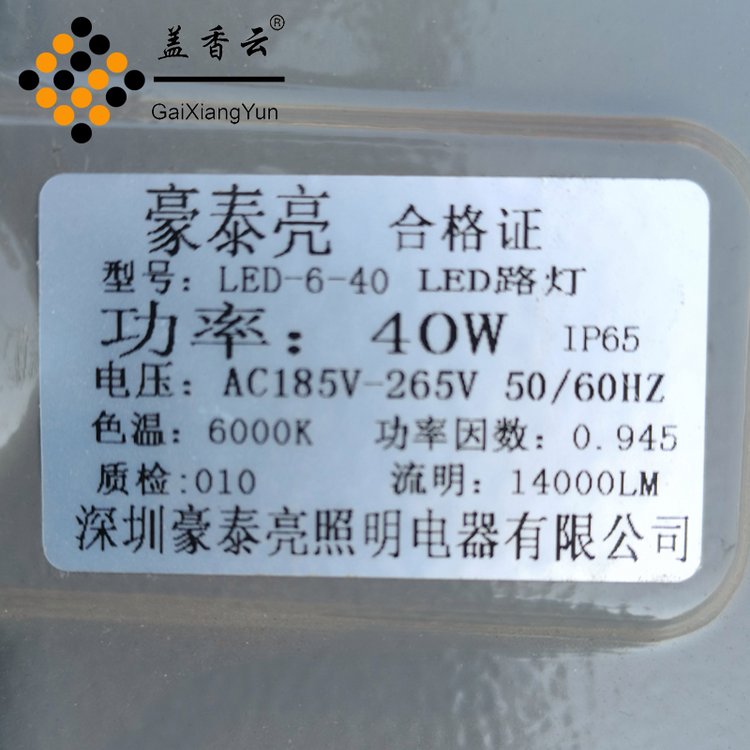 盖香云®
GaiXiangYun
豪泰亮 合格证
型号：LED-6-40 LED路灯
功率：40W IP65
电压：AC185V-265V 50/60HZ
色温：6000K 功率因数：0.945
质检:010 流明：14000LM
深圳豪泰亮照明电器有限公司